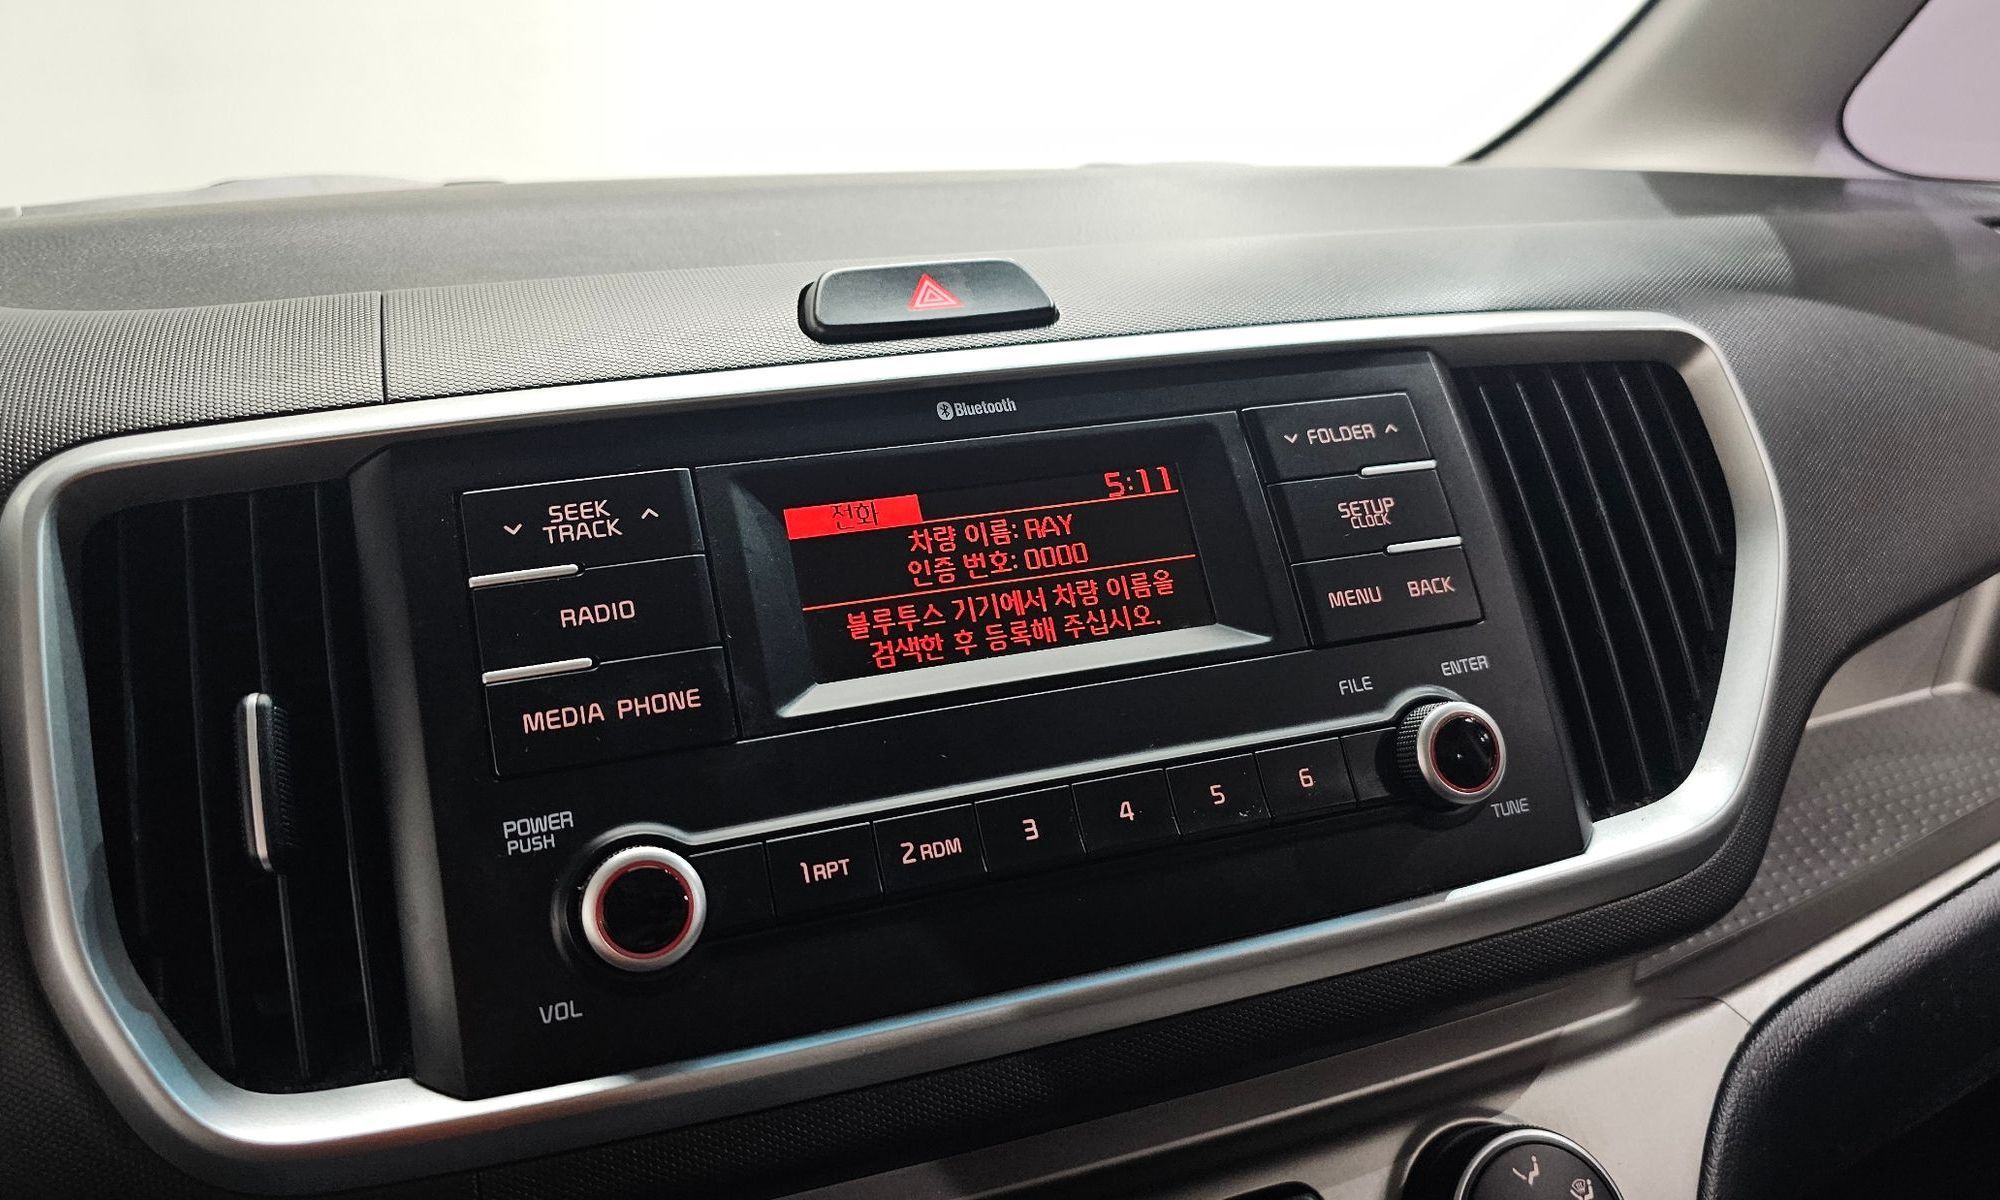 Bluetooth
SEEK
TRACK
RADIO
MEDIA PHONE
전화
5:11
차량 이름: RAY
인증 번호: 0000
블루투스 기기에서 차량 이름을
검색한 후 등록해 주십시오.
FOLDER
SETUP
CLOCK
MENU BACK
FILE
ENTER
TUNE
POWER
PUSH
VOL
1 RPT
2 RDM
3
4
5
6